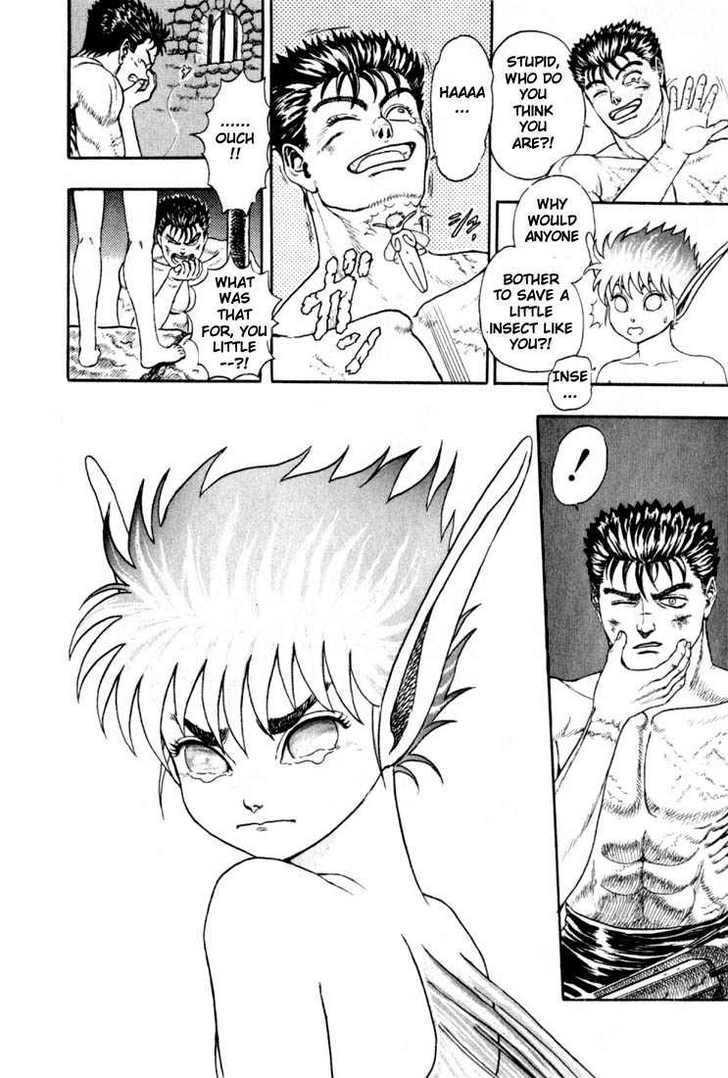 STUPID,
WHO DO
YOU
THINK
YOU
ARE?!
WHY
WOULD
ANYONE
BOTHER
TO SAVE A
LITTLE
INSECT LIKE
YOU?!
INSE
...
HAAAA
...
......
OUCH
!!
WHAT
WAS
THAT
FOR, YOU
LITTLE
--?!
!